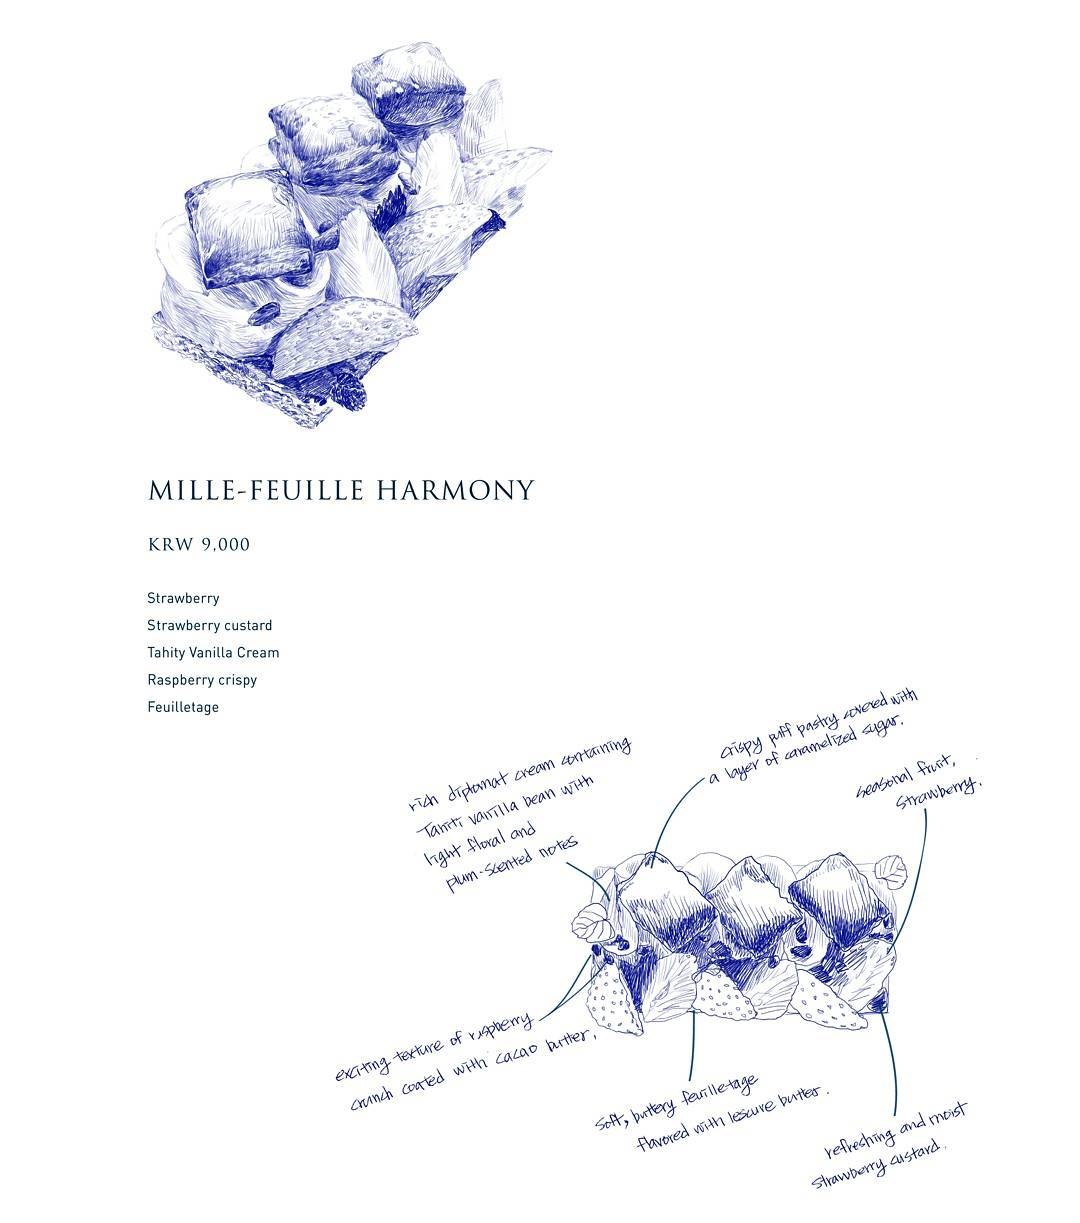 MILLE-FEUILLE HARMONY
KRW 9,000
Strawberry
Strawberry custard
Tahity Vanilla Cream
Raspberry crispy
Feuilletage
crispy puff pastry covered with
a layer of caramelized sugar.
rich diplomat cream containing
Tahiti vanilla bean with
light floral and
plum-scented notes
seasonal fruit,
strawberry.
exciting texture of raspberry
crunch coated with cacao butter,
soft, buttery feuilletage
flavored with lescure butter.
refreshing and moist
strawberry custard.